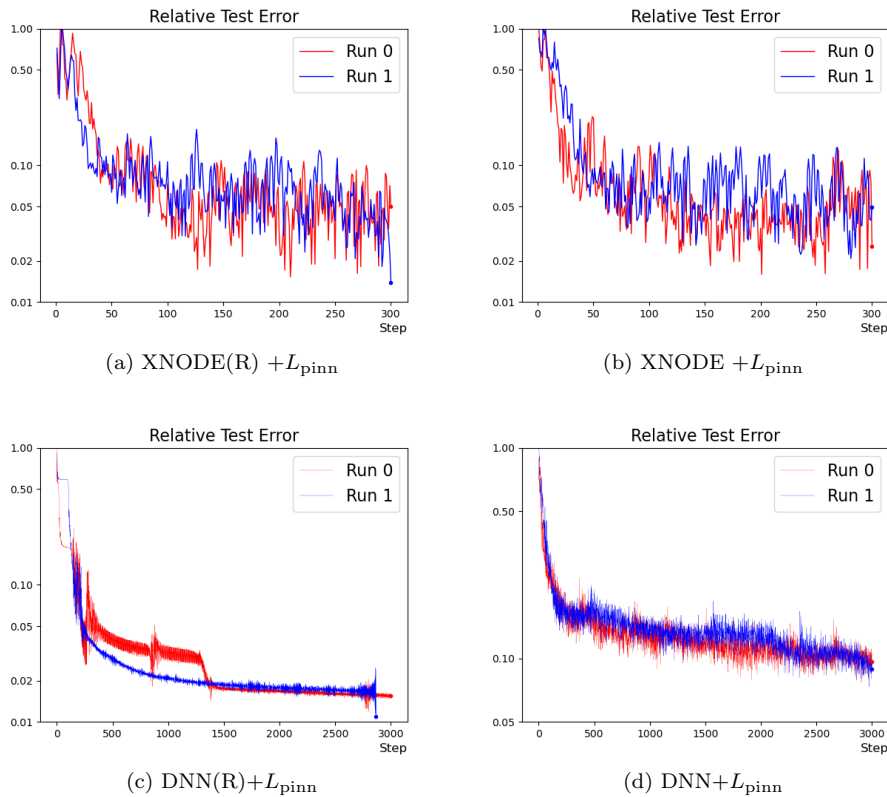 Relative Test Error
1.00
0.50
0.10
0.05
0.02
0.01
Run 0
Run 1
0 50 100 150 200 250 300
Step
(a) XNODE(R) +Lpinn
Relative Test Error
1.00
0.50
0.10
0.05
0.02
0.01
Run 0
Run 1
0 50 100 150 200 250 300
Step
(b) XNODE +Lpinn
Relative Test Error
1.00
0.50
0.10
0.05
0.02
0.01
Run 0
Run 1
0 500 1000 1500 2000 2500 3000
Step
(c) DNN(R)+Lpinn
Relative Test Error
1.00
0.50
0.10
0.05
Run 0
Run 1
0 500 1000 1500 2000 2500 3000
Step
(d) DNN+Lpinn